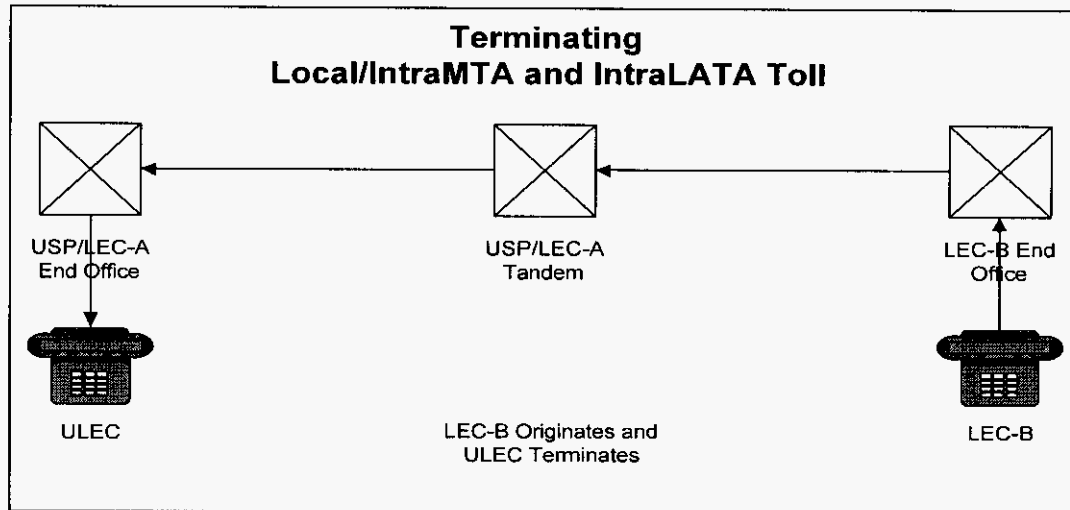 Terminating
Local/IntraMTA and IntraLATA Toll
USP/LEC-A
End Office
USP/LEC-A
Tandem
LEC-B End
Office
ULEC
LEC-B Originates and
ULEC Terminates
LEC-B